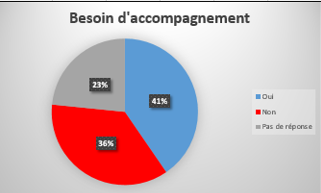 Besoin d'accompagnement
23%
41%
36%
Oui
Non
Pas de réponse